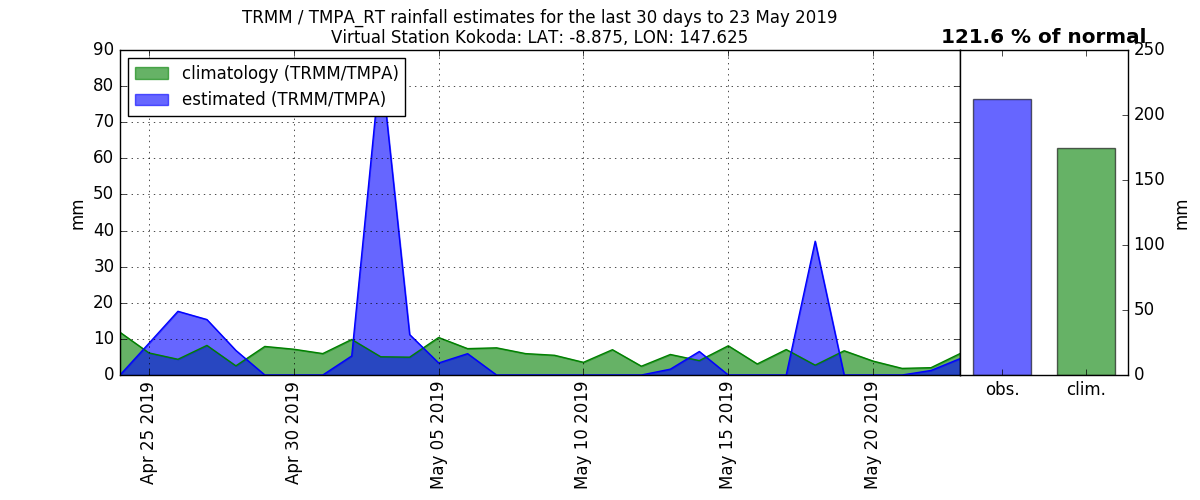 TRMM / TMPA_RT rainfall estimates for the last 30 days to 23 May 2019
Virtual Station Kokoda: LAT: -8.875, LON: 147.625
121.6 % of normal
climatology (TRMM/TMPA)
estimated (TRMM/TMPA)
90
80
70
60
50
40
30
20
10
0
mm
Apr 25 2019
Apr 30 2019
May 05 2019
May 10 2019
May 15 2019
May 20 2019
250
200
150
100
50
0
mm
obs.
clim.